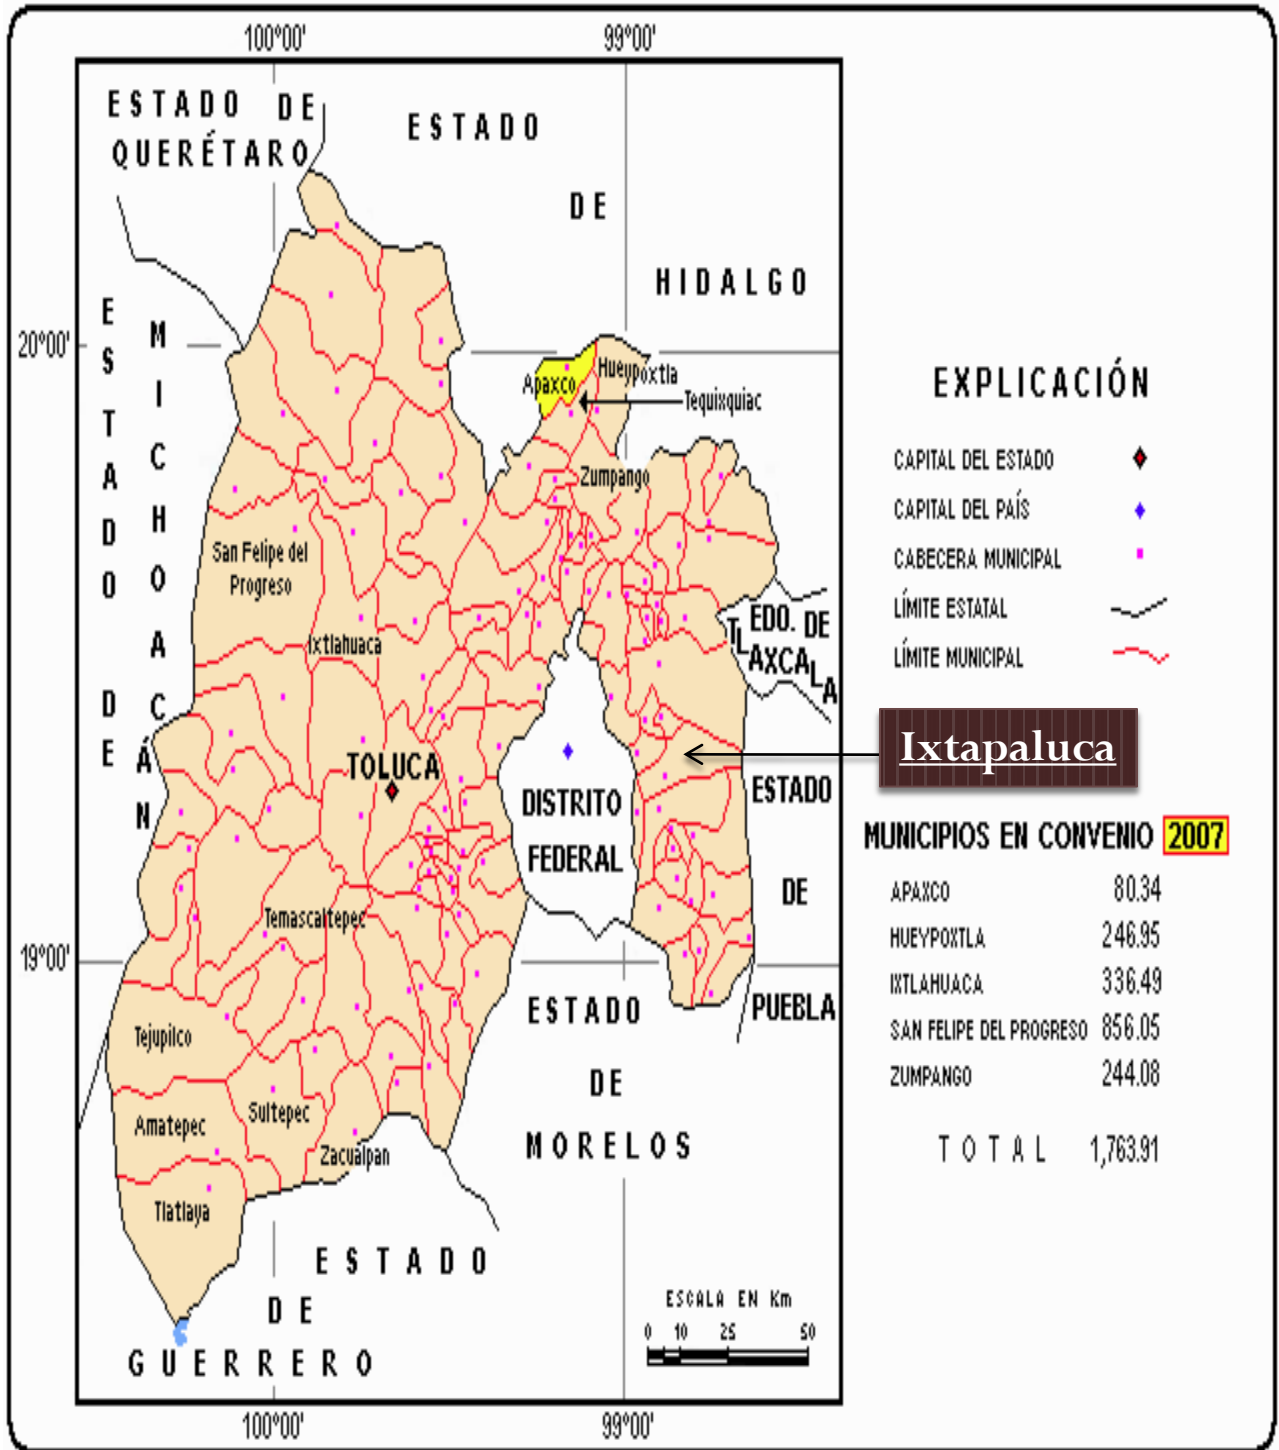 100°00' 99°00'
ESTADO DE
QUERÉTARO
ESTADO
DE
HIDALGO
ESTADO DE
MICHOACÁN
20°00'
Apaxco
Hueypoxtla
Tequixquiac
Zumpango
San Felipe del
Progreso
Ixtlahuaca
EDO. DE
TLAXCALA
TOLUCA
DISTRITO
FEDERAL
ESTADO
DE
PUEBLA
Temascaltepec
19°00'
ESTADO
DE
MORELOS
Tejupilco
Amatepec
Sultepec
Zacualpan
Tlatlaya
ESTADO
DE
GUERRERO
ESCALA EN Km
0 10 25 50
100°00' 99°00'
EXPLICACIÓN
CAPITAL DEL ESTADO
CAPITAL DEL PAÍS
CABECERA MUNICIPAL
LÍMITE ESTATAL
LÍMITE MUNICIPAL
Ixtapaluca
MUNICIPIOS EN CONVENIO 2007
APAXCO 80.34
HUEYPOXTLA 246.95
IXTLAHUACA 336.49
SAN FELIPE DEL PROGRESO 856.05
ZUMPANGO 244.08
TOTAL 1,763.91